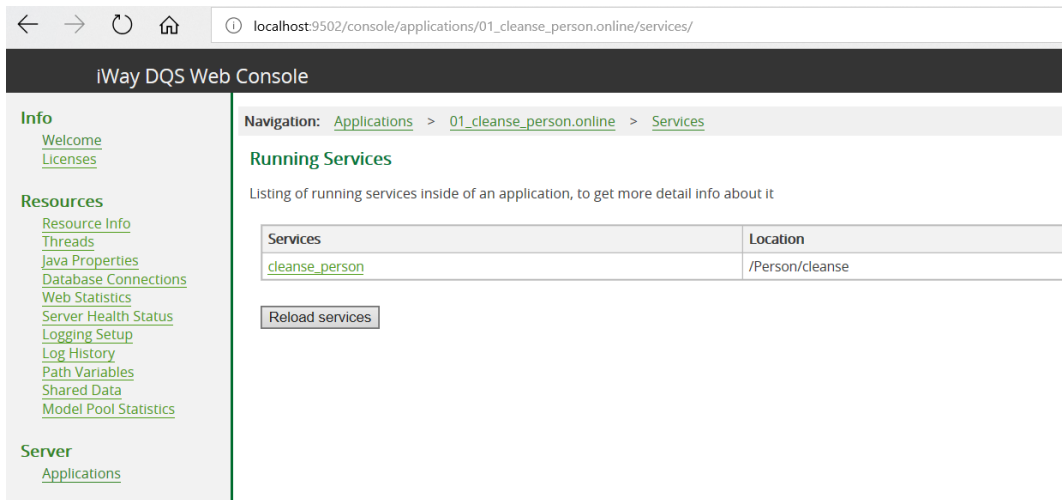 localhost:9502/console/applications/01_cleanse_person.online/services/
iWay DQS Web Console
Info
Welcome
Licenses
Resources
Resource Info
Threads
Java Properties
Database Connections
Web Statistics
Server Health Status
Logging Setup
Log History
Path Variables
Shared Data
Model Pool Statistics
Server
Applications
Navigation: Applications > 01_cleanse_person.online > Services
Running Services
Listing of running services inside of an application, to get more detail info about it
Services Location
cleanse_person /Person/cleanse
Reload services